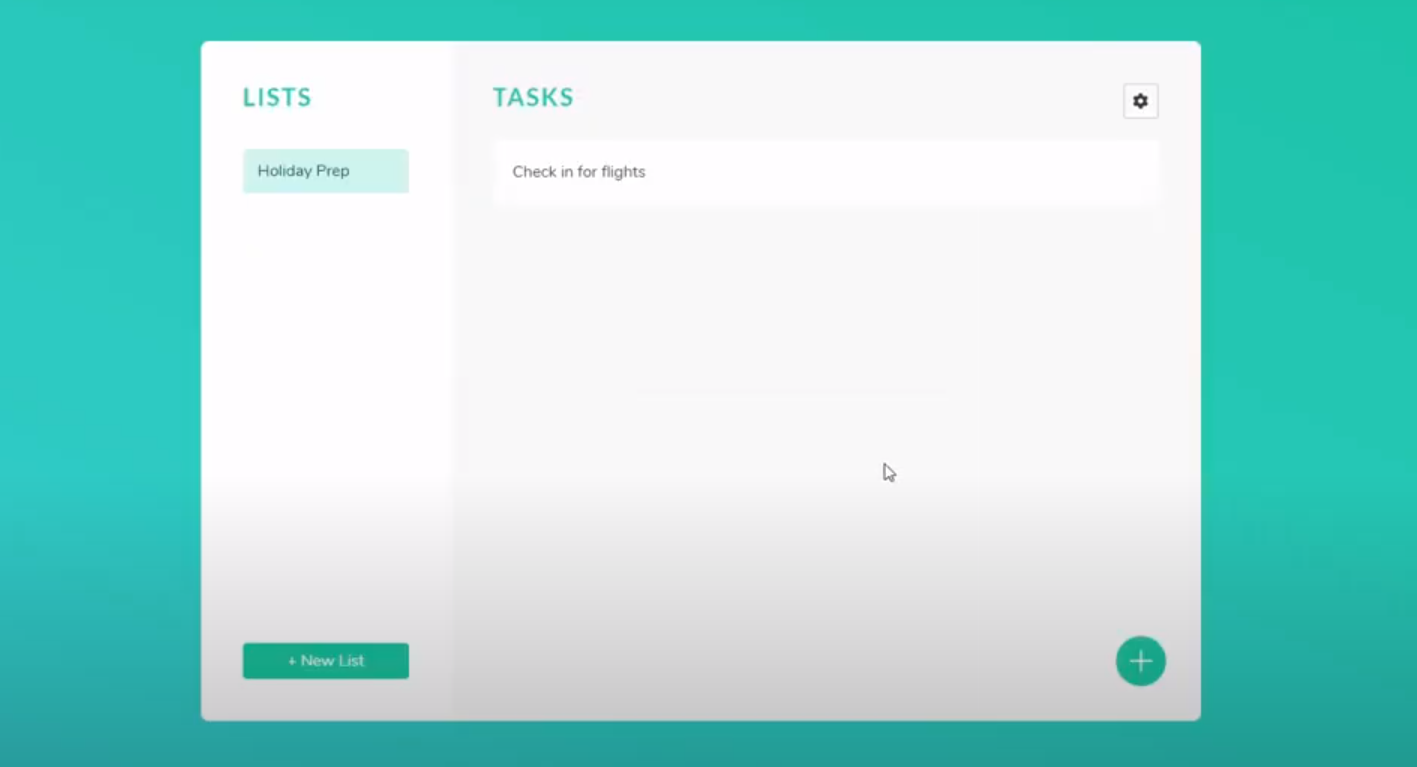 LISTS
TASKS
Holiday Prep
Check in for flights
+ New List